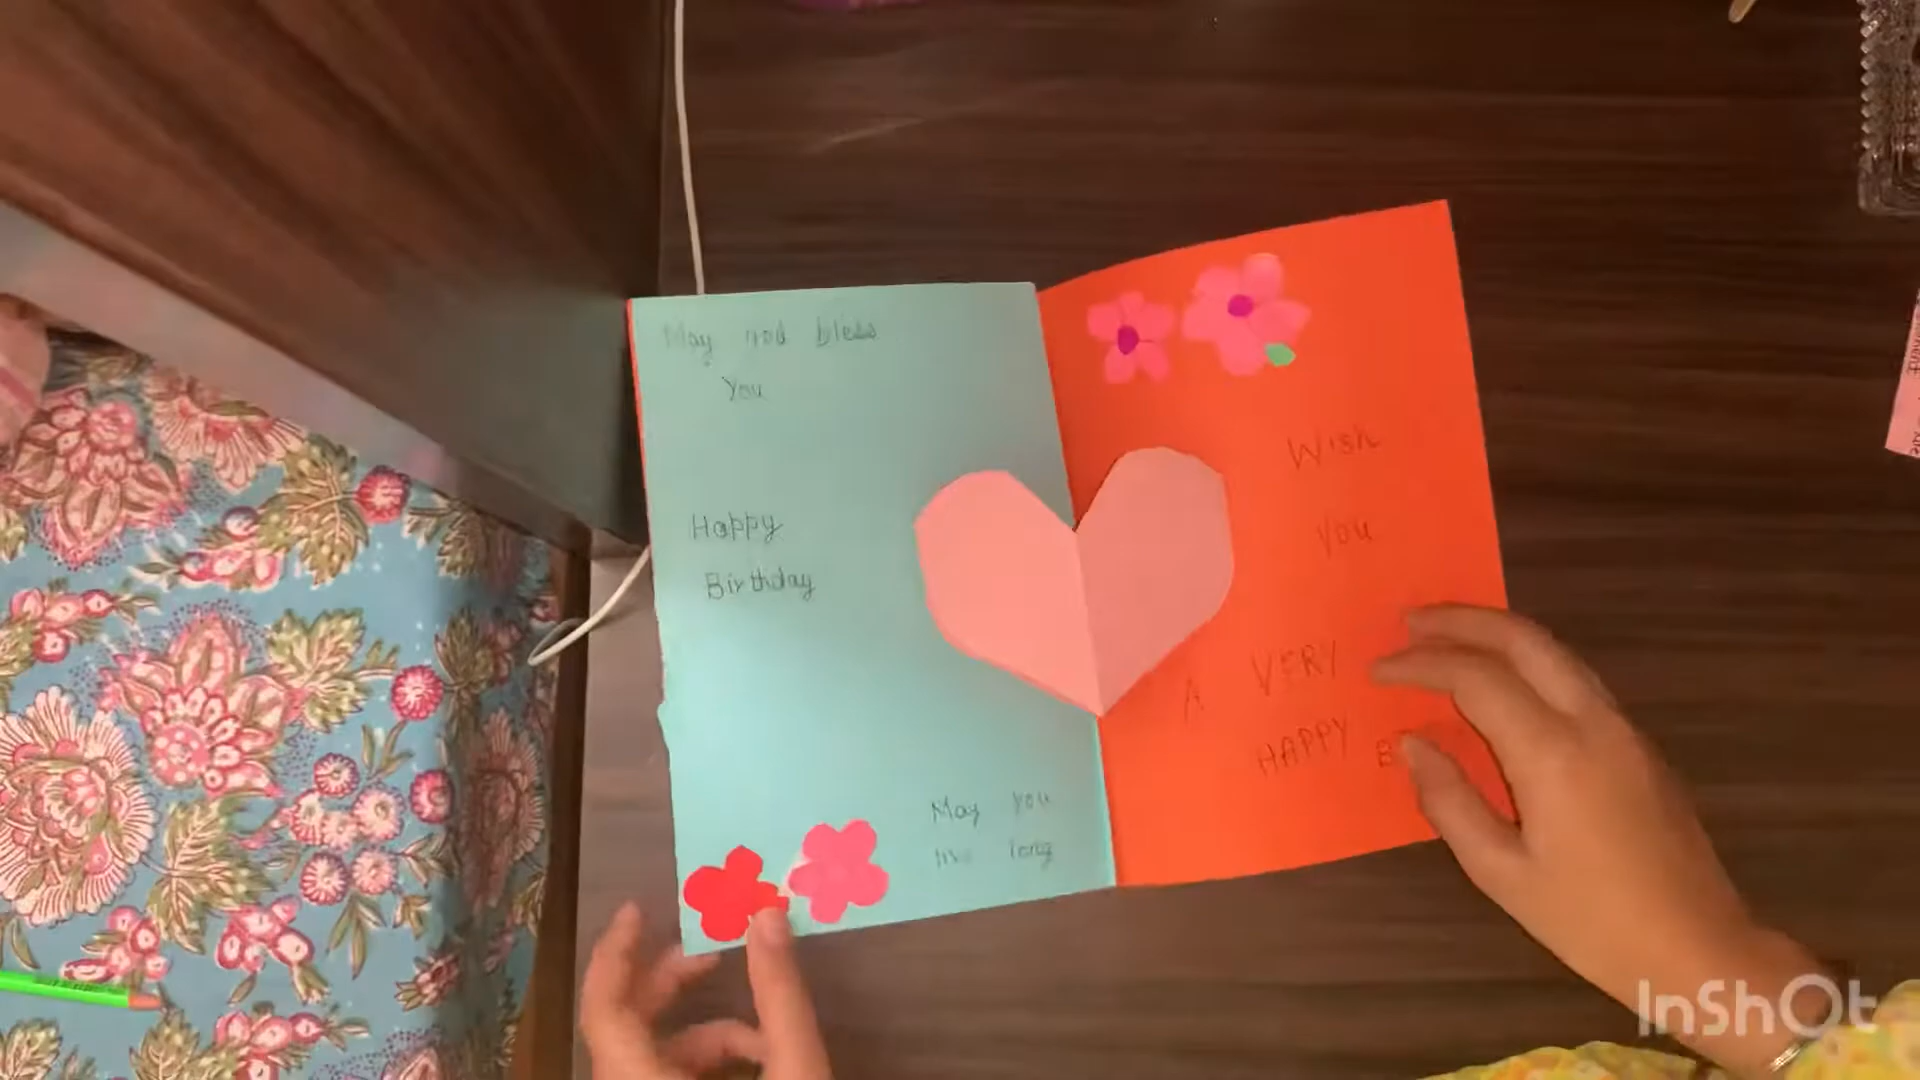 May god bless
You
Happy
Birthday
May you
live long
Wish
you
A VERY
HAPPY B
InShOt